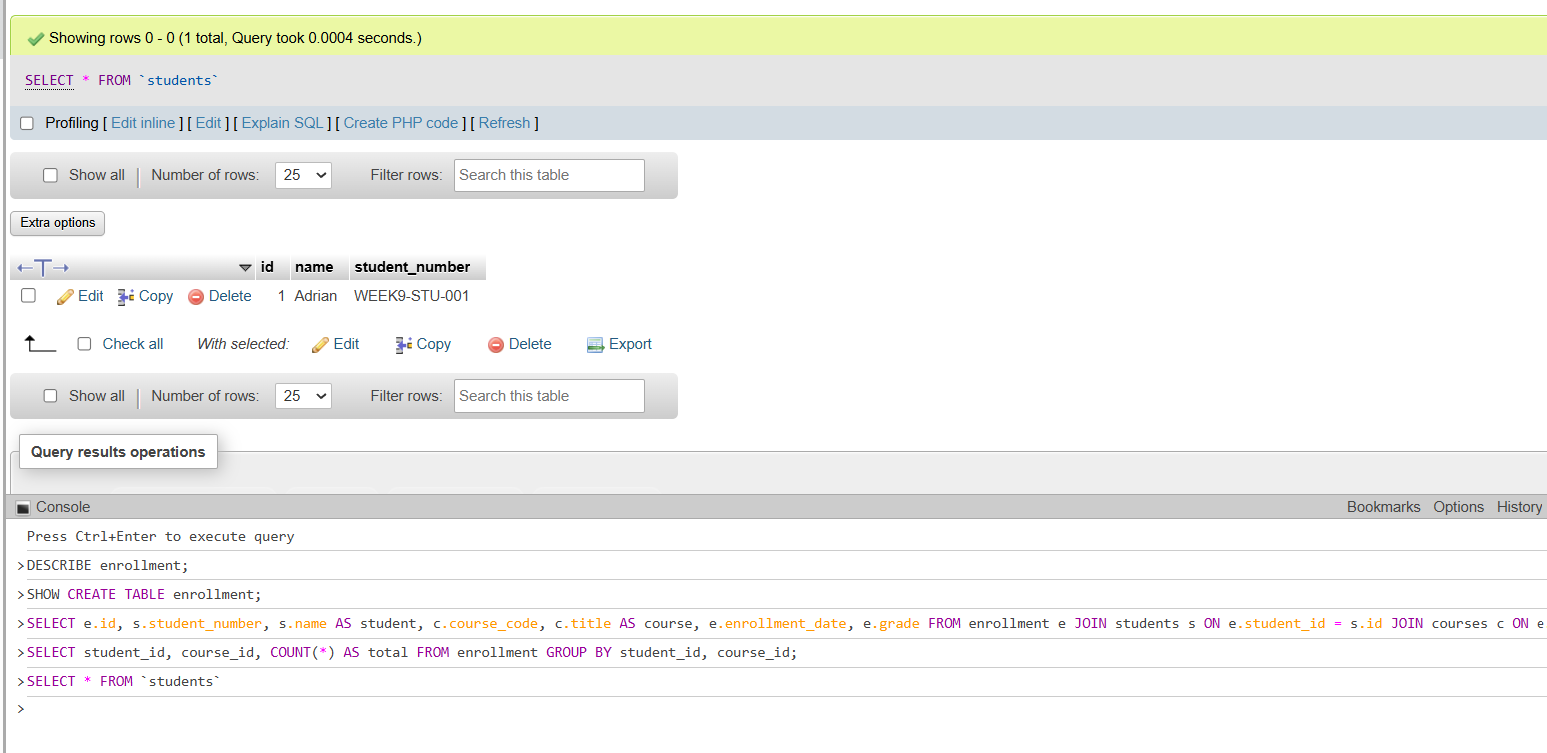 Showing rows 0 - 0 (1 total, Query took 0.0004 seconds.)
SELECT * FROM `students`
Profiling [ Edit inline ] [ Edit ] [ Explain SQL ] [ Create PHP code ] [ Refresh ]
Show all | Number of rows: 25 Filter rows: Search this table
Extra options
←T→ id name student_number
Edit Copy Delete 1 Adrian WEEK9-STU-001
Check all With selected: Edit Copy Delete Export
Show all | Number of rows: 25 Filter rows: Search this table
Query results operations
Console Bookmarks Options History
Press Ctrl+Enter to execute query
>DESCRIBE enrollment;
>SHOW CREATE TABLE enrollment;
>SELECT e.id, s.student_number, s.name AS student, c.course_code, c.title AS course, e.enrollment_date, e.grade FROM enrollment e JOIN students s ON e.student_id = s.id JOIN courses c ON e
>SELECT student_id, course_id, COUNT(*) AS total FROM enrollment GROUP BY student_id, course_id;
>SELECT * FROM `students`
>